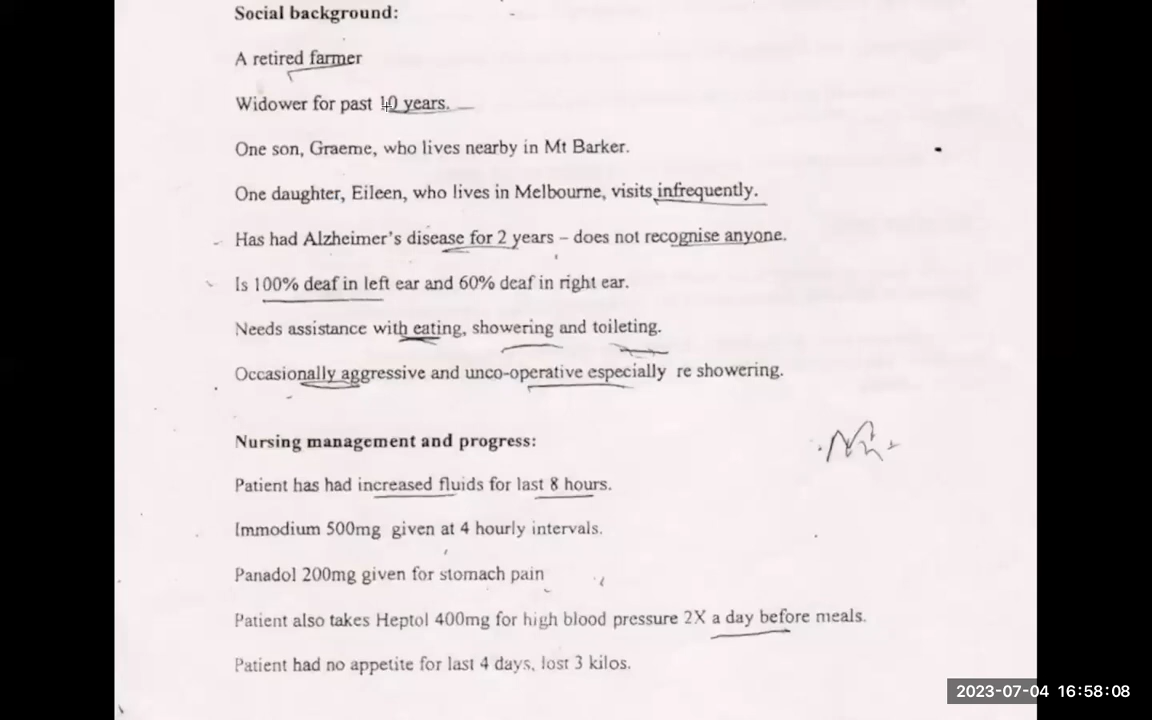 Social background:
A retired farmer
Widower for past 10 years.
One son, Graeme, who lives nearby in Mt Barker.
One daughter, Eileen, who lives in Melbourne, visits infrequently.
Has had Alzheimer's disease for 2 years – does not recognise anyone.
Is 100% deaf in left ear and 60% deaf in right ear.
Needs assistance with eating, showering and toileting.
Occasionally aggressive and unco-operative especially re showering.
Nursing management and progress:
Patient has had increased fluids for last 8 hours.
Immodium 500mg given at 4 hourly intervals.
Panadol 200mg given for stomach pain
Patient also takes Heptol 400mg for high blood pressure 2X a day before meals.
Patient had no appetite for last 4 days, lost 3 kilos.
2023-07-04 16:58:08